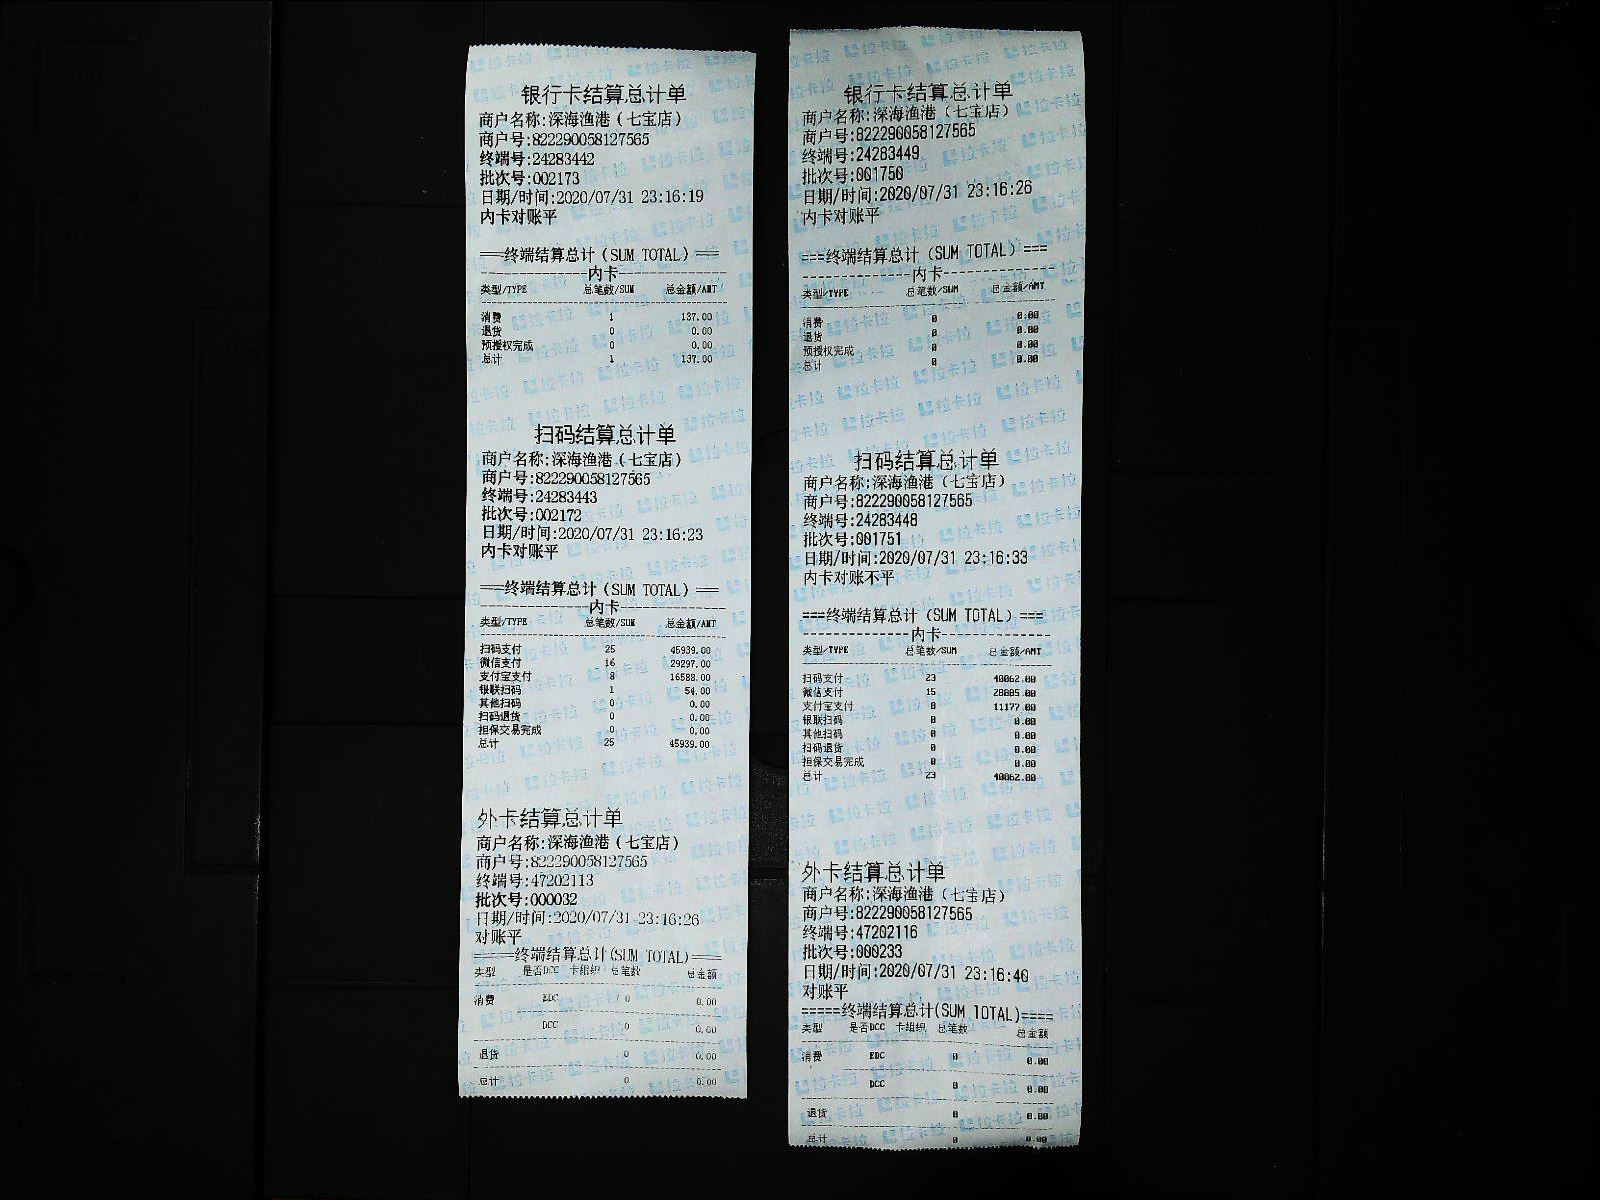 银行卡结算总计单
商户名称:深海渔港(七宝店)
商户号:822290058127565
终端号:24283442
批次号:002173
日期/时间:2020/07/31 23:16:19
内卡对账平
===终端结算总计(SUM TOTAL)===
---------------内卡---------------
类型/TYPE 总笔数/SUM 总金额/AMT
消费 1 137.00
退货 0 0.00
预授权完成 0 0.00
总计 1 137.00
扫码结算总计单
商户名称:深海渔港(七宝店)
商户号:822290058127565
终端号:24283443
批次号:002172
日期/时间:2020/07/31 23:16:23
内卡对账平
===终端结算总计(SUM TOTAL)===
---------------内卡---------------
类型/TYPE 总笔数/SUM 总金额/AMT
扫码支付 25 45939.00
微信支付 16 29297.00
支付宝支付 8 16588.00
银联扫码 1 54.00
其他扫码 0 0.00
扫码退货 0 0.00
担保交易完成 0 0.00
总计 25 45939.00
外卡结算总计单
商户名称:深海渔港(七宝店)
商户号:822290058127565
终端号:47202113
批次号:000032
日期/时间:2020/07/31 23:16:26
对账平
=====终端结算总计(SUM TOTAL)====
类型 是否DCC 卡组织 总笔数 总金额
消费 EDC 0 0.00
DCC 0 0.00
退货 0 0.00
总计 0 0.00
银行卡结算总计单
商户名称:深海渔港(七宝店)
商户号:822290058127565
终端号:24283449
批次号:001750
日期/时间:2020/07/31 23:16:26
内卡对账平
===终端结算总计(SUM TOTAL)===
---------------内卡---------------
类型/TYPE 总笔数/SUM 总金额/AMT
消费 0 0.00
退货 0 0.00
预授权完成 0 0.00
总计 0 0.00
扫码结算总计单
商户名称:深海渔港(七宝店)
商户号:822290058127565
终端号:24283448
批次号:001751
日期/时间:2020/07/31 23:16:33
内卡对账不平
===终端结算总计(SUM TOTAL)===
---------------内卡---------------
类型/TYPE 总笔数/SUM 总金额/AMT
扫码支付 23 40062.00
微信支付 15 28885.00
支付宝支付 8 11177.00
银联扫码 0 0.00
其他扫码 0 0.00
扫码退货 0 0.00
担保交易完成 0 0.00
总计 23 40062.00
外卡结算总计单
商户名称:深海渔港(七宝店)
商户号:822290058127565
终端号:47202116
批次号:000233
日期/时间:2020/07/31 23:16:40
对账平
=====终端结算总计(SUM TOTAL)====
类型 是否DCC 卡组织 总笔数 总金额
消费 EDC 0 0.00
DCC 0 0.00
退货 0 0.00
总计 0 0.00